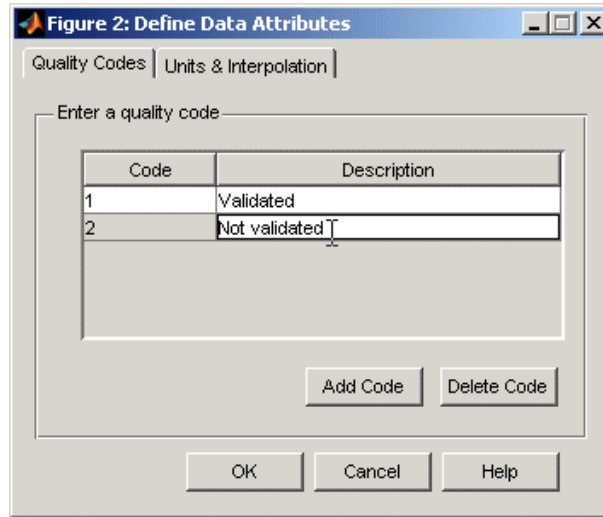 Figure 2: Define Data Attributes
Quality Codes Units & Interpolation
Enter a quality code
Code Description
1 Validated
2 Not validated
Add Code Delete Code
OK Cancel Help